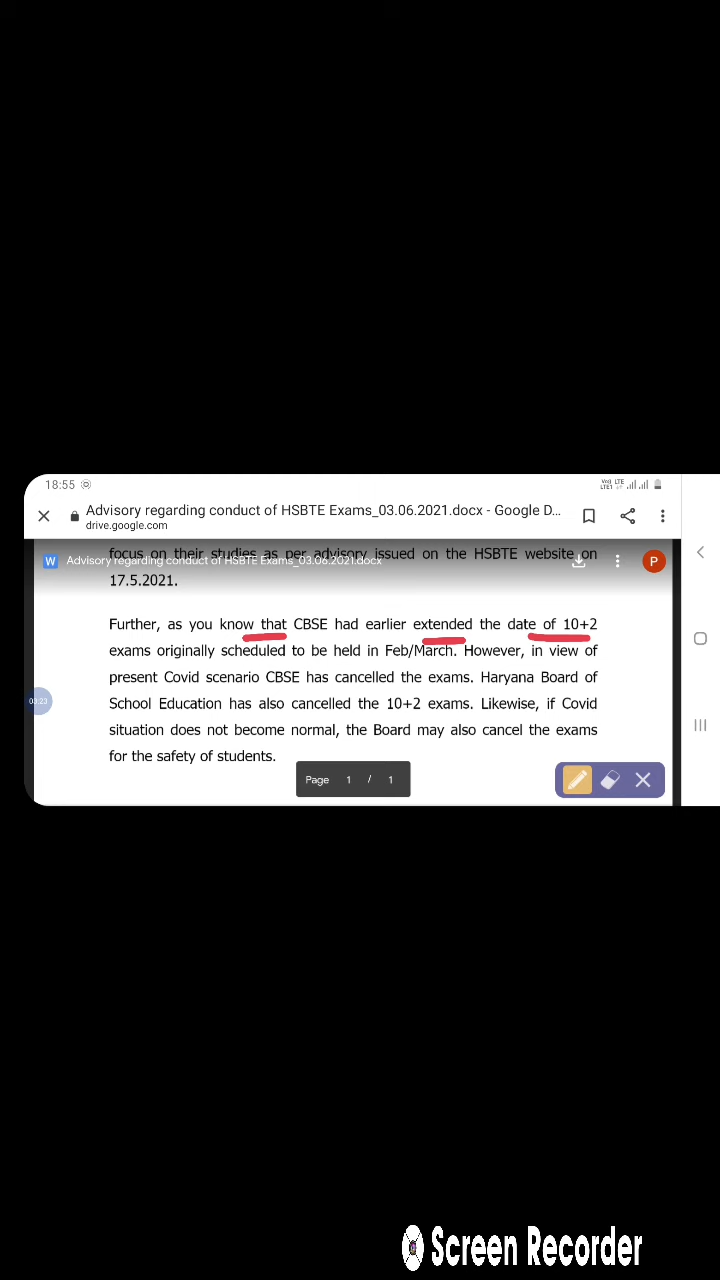 18:55
Vo) LTE
LTE1
Advisory regarding conduct of HSBTE Exams_03.06.2021.docx - Google D...
drive.google.com
focus on their studies as per advisory issued on the HSBTE website on
W Advisory regarding conduct of HSBTE Exams_03.06.2021.docx P
17.5.2021.
Further, as you know that CBSE had earlier extended the date of 10+2
exams originally scheduled to be held in Feb/March. However, in view of
present Covid scenario CBSE has cancelled the exams. Haryana Board of
03:23
School Education has also cancelled the 10+2 exams. Likewise, if Covid
situation does not become normal, the Board may also cancel the exams
for the safety of students.
Page 1 / 1
Screen Recorder